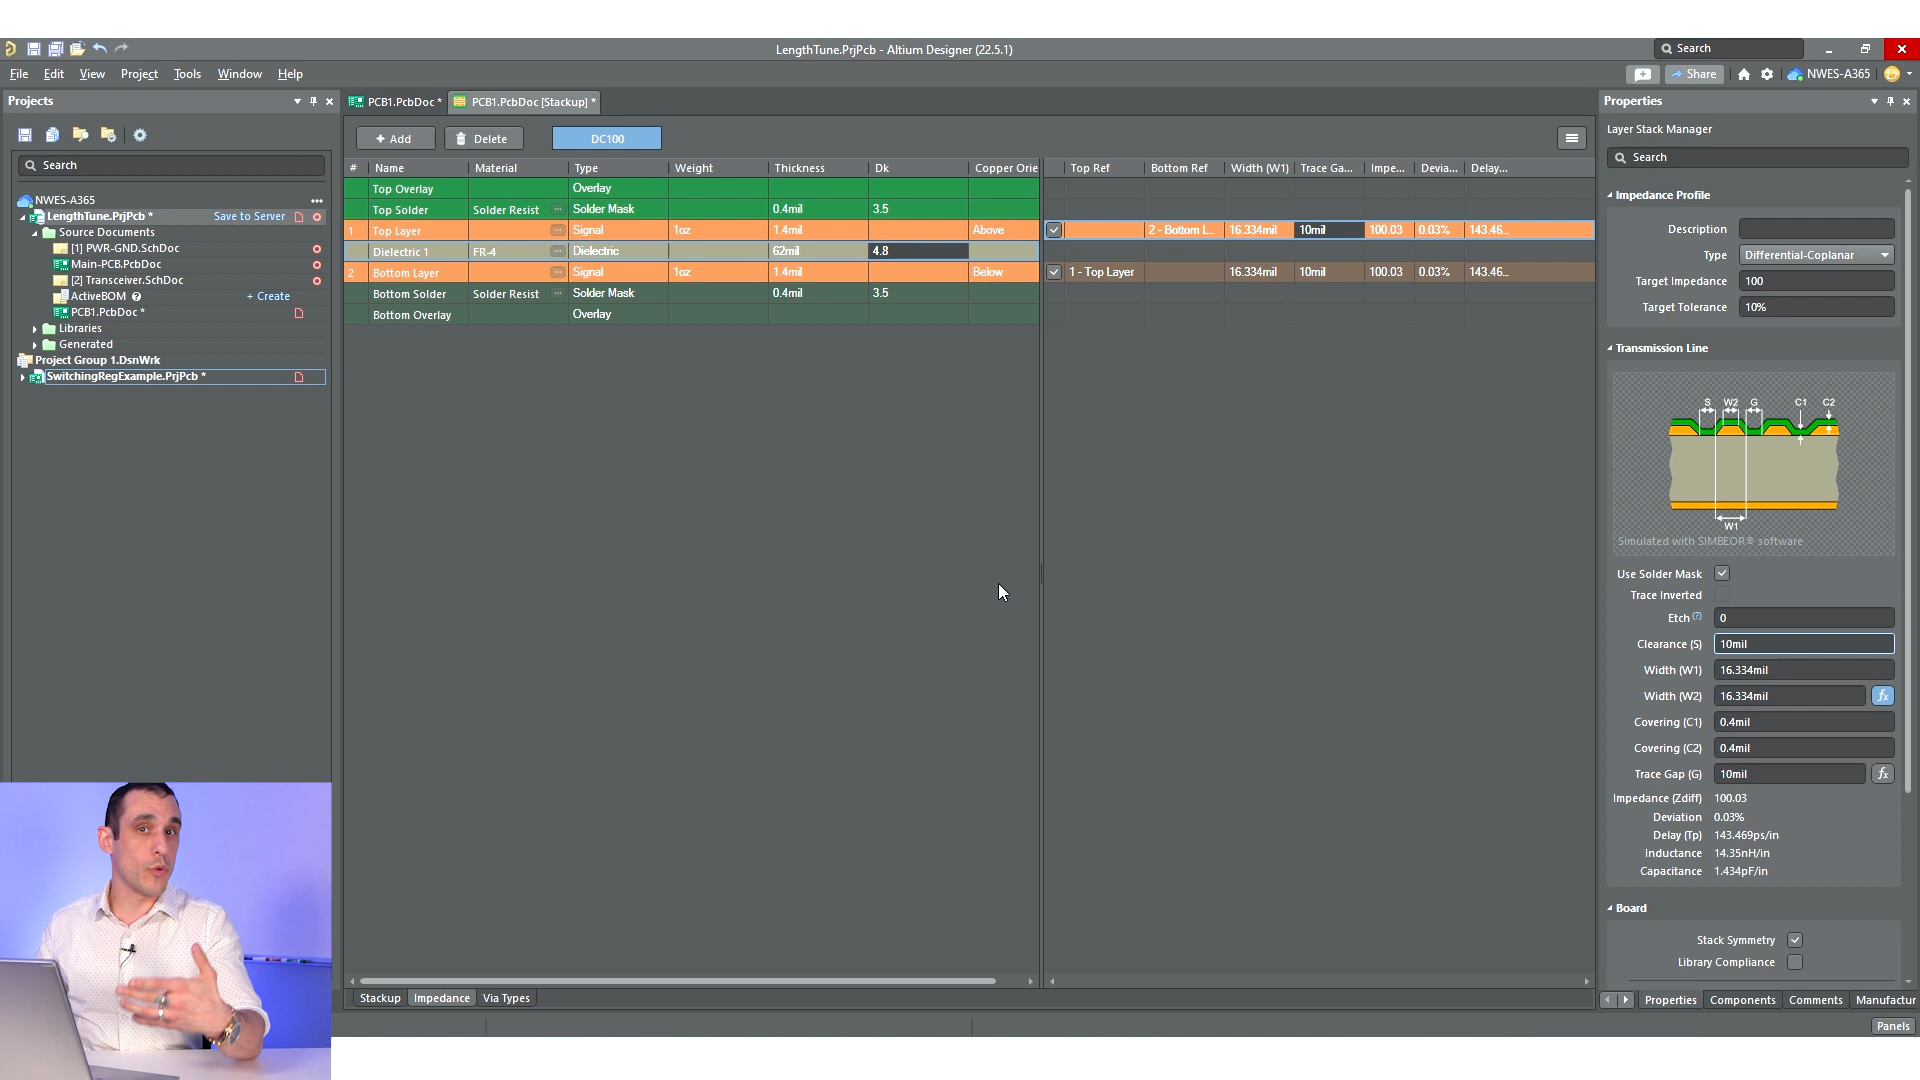 LengthTune.PrjPcb - Altium Designer (22.5.1)
Search
File Edit View Project Tools Window Help
Share
NWES-A365
Projects
Search
NWES-A365
LengthTune.PrjPcb *
Save to Server
Source Documents
[1] PWR-GND.SchDoc
Main-PCB.PcbDoc
[2] Transceiver.SchDoc
ActiveBOM
+ Create
PCB1.PcbDoc *
Libraries
Generated
Project Group 1.DsnWrk
SwitchingRegExample.PrjPcb *
PCB1.PcbDoc *
PCB1.PcbDoc [Stackup] *
+ Add
Delete
DC100
# Name Material Type Weight Thickness Dk Copper Orie
Top Overlay Overlay
Top Solder Solder Resist Solder Mask 0.4mil 3.5
1 Top Layer Signal 1oz 1.4mil Above
Dielectric 1 FR-4 Dielectric 62mil 4.8
2 Bottom Layer Signal 1oz 1.4mil Below
Bottom Solder Solder Resist Solder Mask 0.4mil 3.5
Bottom Overlay Overlay
Top Ref Bottom Ref Width (W1) Trace Ga... Impe... Devia... Delay...
2 - Bottom L... 16.334mil 10mil 100.03 0.03% 143.46...
1 - Top Layer 16.334mil 10mil 100.03 0.03% 143.46...
Stackup Impedance Via Types
Properties
Layer Stack Manager
Search
Impedance Profile
Description
Type Differential-Coplanar
Target Impedance 100
Target Tolerance 10%
Transmission Line
S W2 G C1 C2
W1
Simulated with SIMBEOR® software
Use Solder Mask
Trace Inverted
Etch (?) 0
Clearance (S) 10mil
Width (W1) 16.334mil
Width (W2) 16.334mil fx
Covering (C1) 0.4mil
Covering (C2) 0.4mil
Trace Gap (G) 10mil fx
Impedance (Zdiff) 100.03
Deviation 0.03%
Delay (Tp) 143.469ps/in
Inductance 14.35nH/in
Capacitance 1.434pF/in
Board
Stack Symmetry
Library Compliance
Properties Components Comments Manufactur
Panels